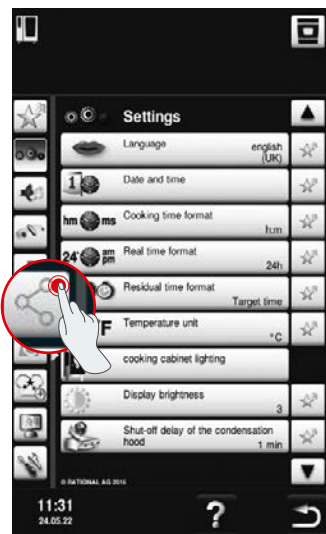 Settings
Language
english
(UK)
1
Date and time
hm ms
Cooking time format
h:m
24 am
pm
Real time format
24h
Residual time format
Target time
F
Temperature unit
°C
cooking cabinet lighting
Display brightness
3
Shut-off delay of the condensation
hood
1 min
© RATIONAL AG 2016
11:31
24.05.22
?